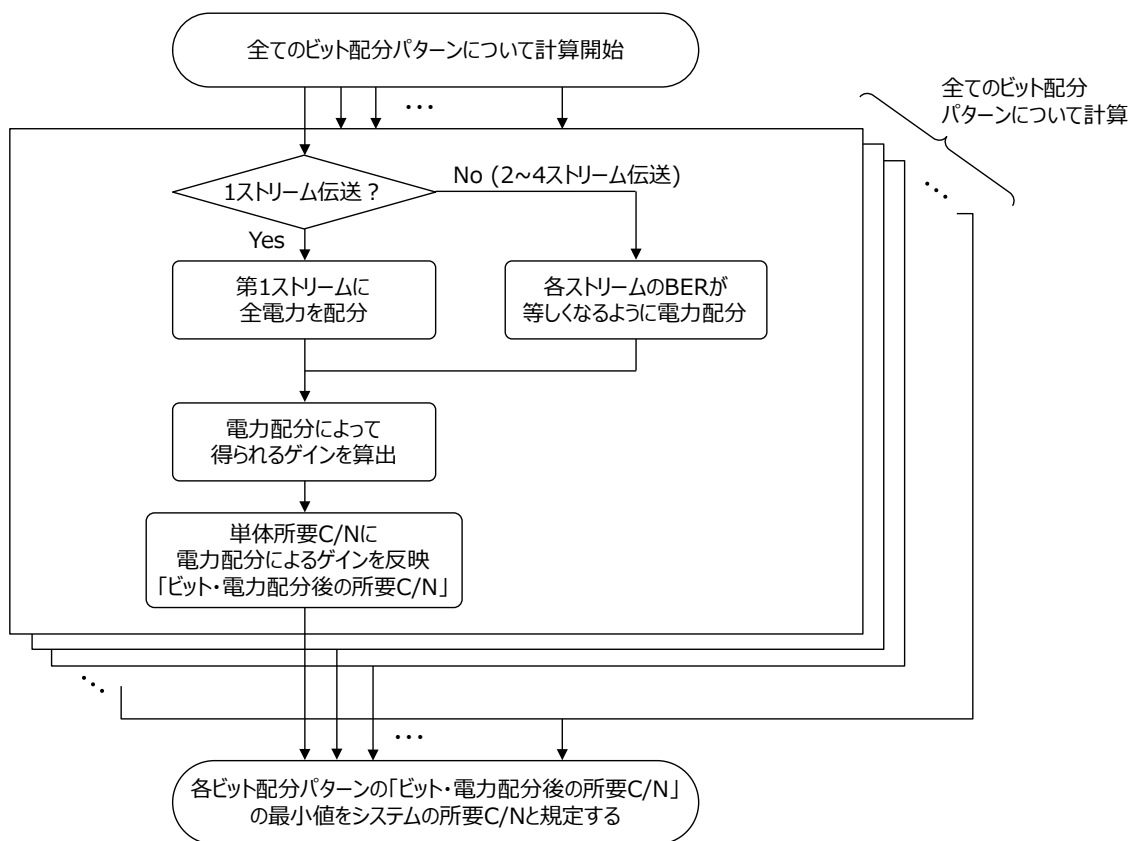 全てのビット配分パターンについて計算開始
…
全てのビット配分
パターンについて計算
…
1ストリーム伝送？
No (2~4ストリーム伝送)
Yes
第1ストリームに
全電力を配分
各ストリームのBERが
等しくなるように電力配分
電力配分によって
得られるゲインを算出
単体所要C/Nに
電力配分によるゲインを反映
「ビット・電力配分後の所要C/N」
…
…
各ビット配分パターンの「ビット・電力配分後の所要C/N」
の最小値をシステムの所要C/Nと規定する